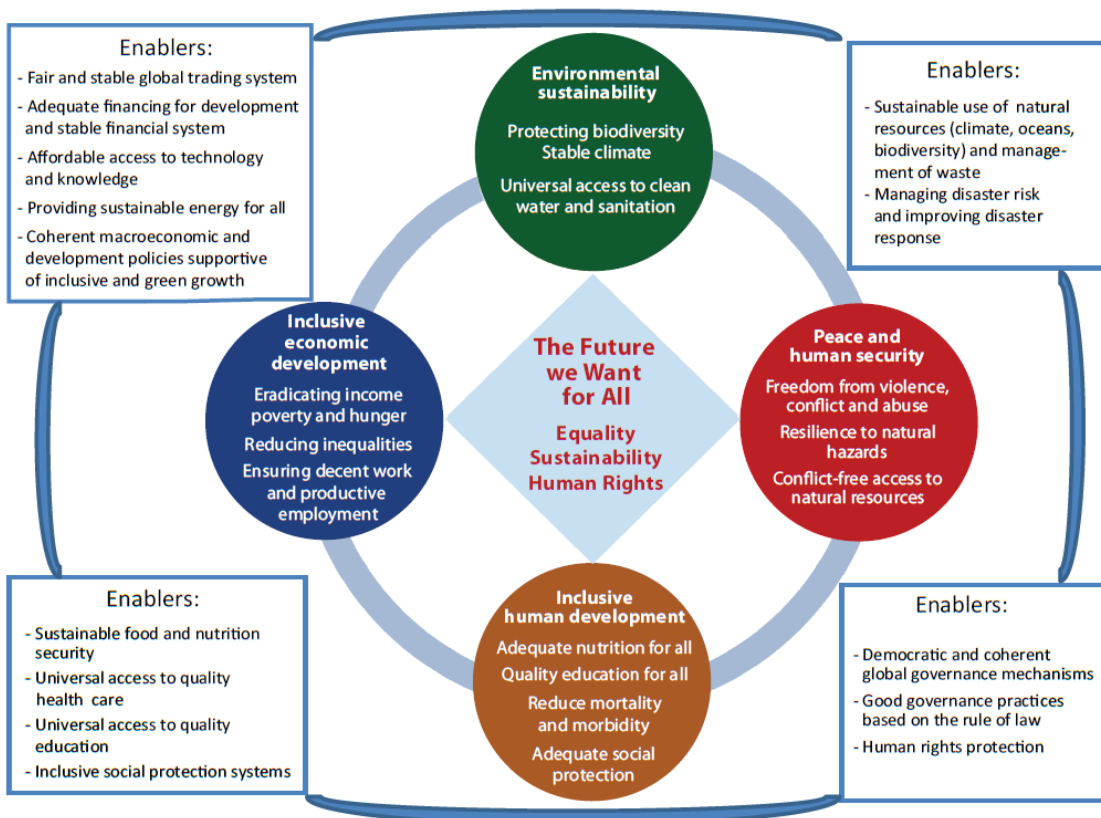 Enablers:
- Fair and stable global trading system
- Adequate financing for development
and stable financial system
- Affordable access to technology
and knowledge
- Providing sustainable energy for all
- Coherent macroeconomic and
development policies supportive
of inclusive and green growth
Environmental
sustainability
Protecting biodiversity
Stable climate
Universal access to clean
water and sanitation
Enablers:
- Sustainable use of natural
resources (climate, oceans,
biodiversity) and manage-
ment of waste
- Managing disaster risk
and improving disaster
response
Inclusive
economic
development
Eradicating income
poverty and hunger
Reducing inequalities
Ensuring decent work
and productive
employment
The Future
we Want
for All
Equality
Sustainability
Human Rights
Peace and
human security
Freedom from violence,
conflict and abuse
Resilience to natural
hazards
Conflict-free access to
natural resources
Enablers:
- Sustainable food and nutrition
security
- Universal access to quality
health care
- Universal access to quality
education
- Inclusive social protection systems
Inclusive
human development
Adequate nutrition for all
Quality education for all
Reduce mortality
and morbidity
Adequate social
protection
Enablers:
- Democratic and coherent
global governance mechanisms
- Good governance practices
based on the rule of law
- Human rights protection